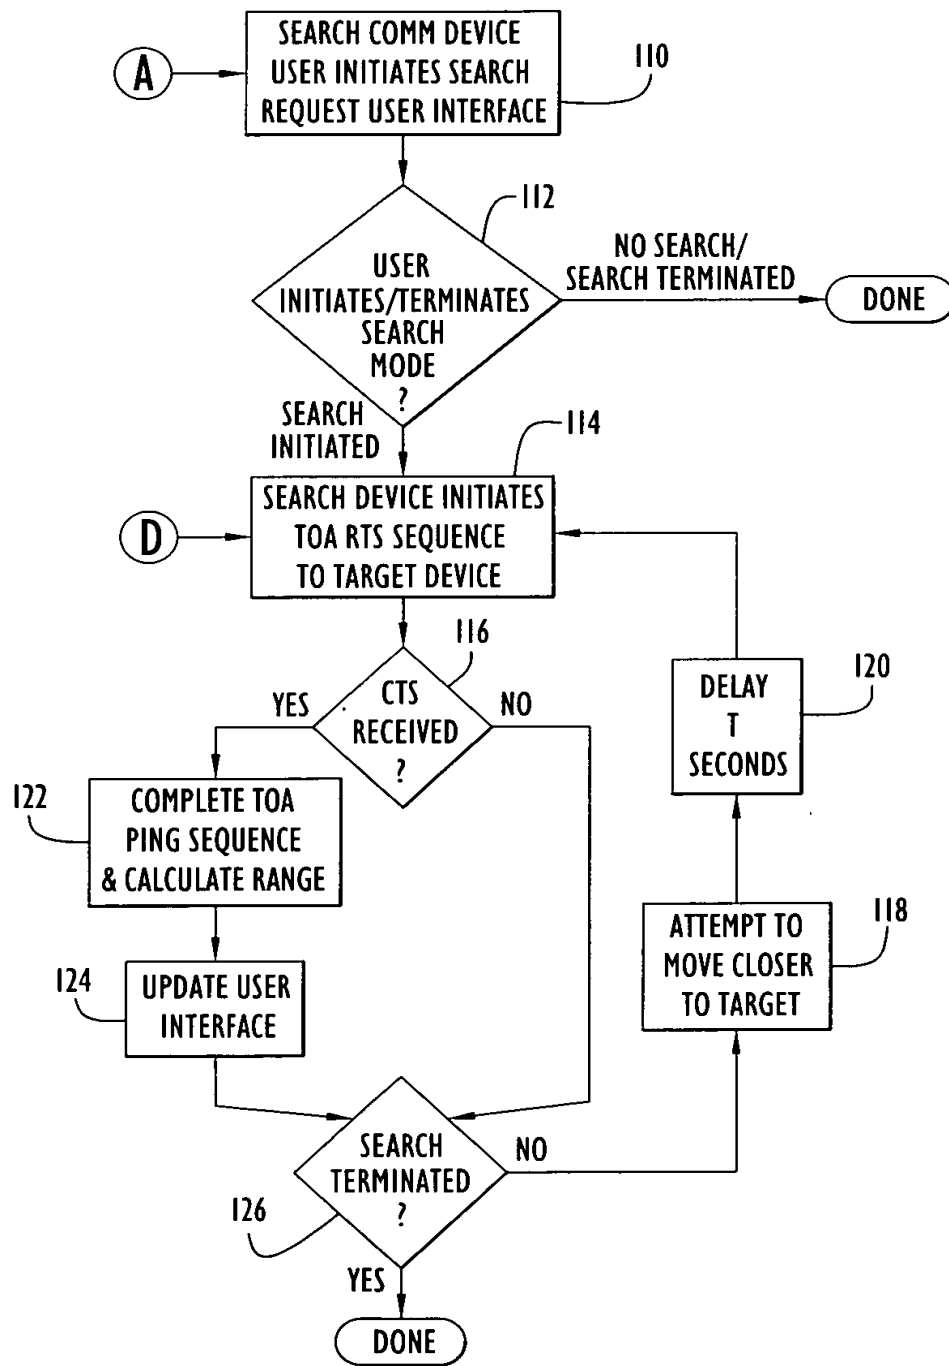 SEARCH COMM DEVICE
USER INITIATES SEARCH
REQUEST USER INTERFACE
110
A
112
USER
INITIATES/TERMINATES
SEARCH
MODE
?
NO SEARCH/
SEARCH TERMINATED
DONE
SEARCH
INITIATED
114
SEARCH DEVICE INITIATES
TOA RTS SEQUENCE
TO TARGET DEVICE
D
116
CTS
RECEIVED
?
YES
NO
120
DELAY
T
SECONDS
122
COMPLETE TOA
PING SEQUENCE
& CALCULATE RANGE
118
ATTEMPT TO
MOVE CLOSER
TO TARGET
124
UPDATE USER
INTERFACE
SEARCH
TERMINATED
?
NO
126
YES
DONE